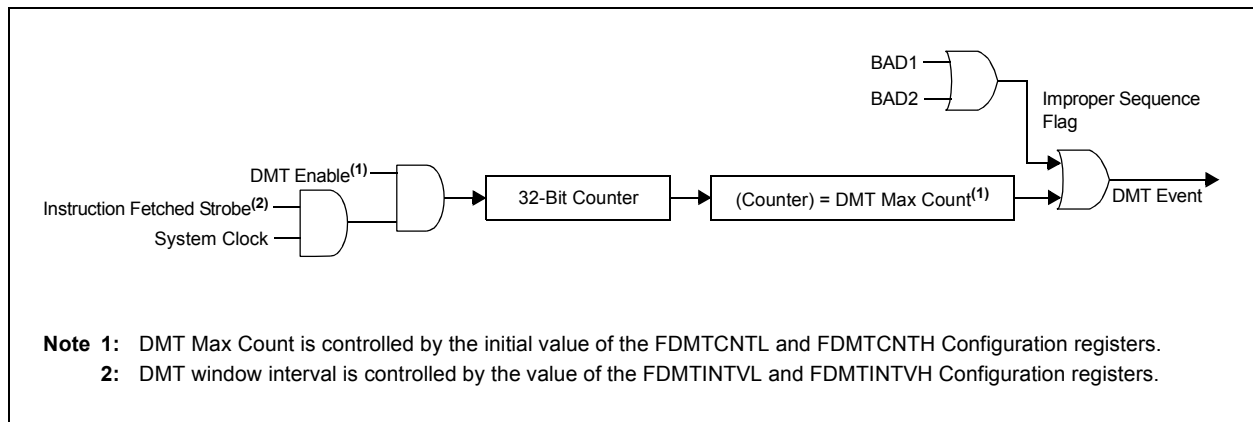 BAD1
BAD2
Improper Sequence
Flag
DMT Enable(1)
Instruction Fetched Strobe(2)
System Clock
32-Bit Counter
(Counter) = DMT Max Count(1)
DMT Event
Note 1: DMT Max Count is controlled by the initial value of the FDMTCNTL and FDMTCNTH Configuration registers.
2: DMT window interval is controlled by the value of the FDMTINTVL and FDMTINTVH Configuration registers.